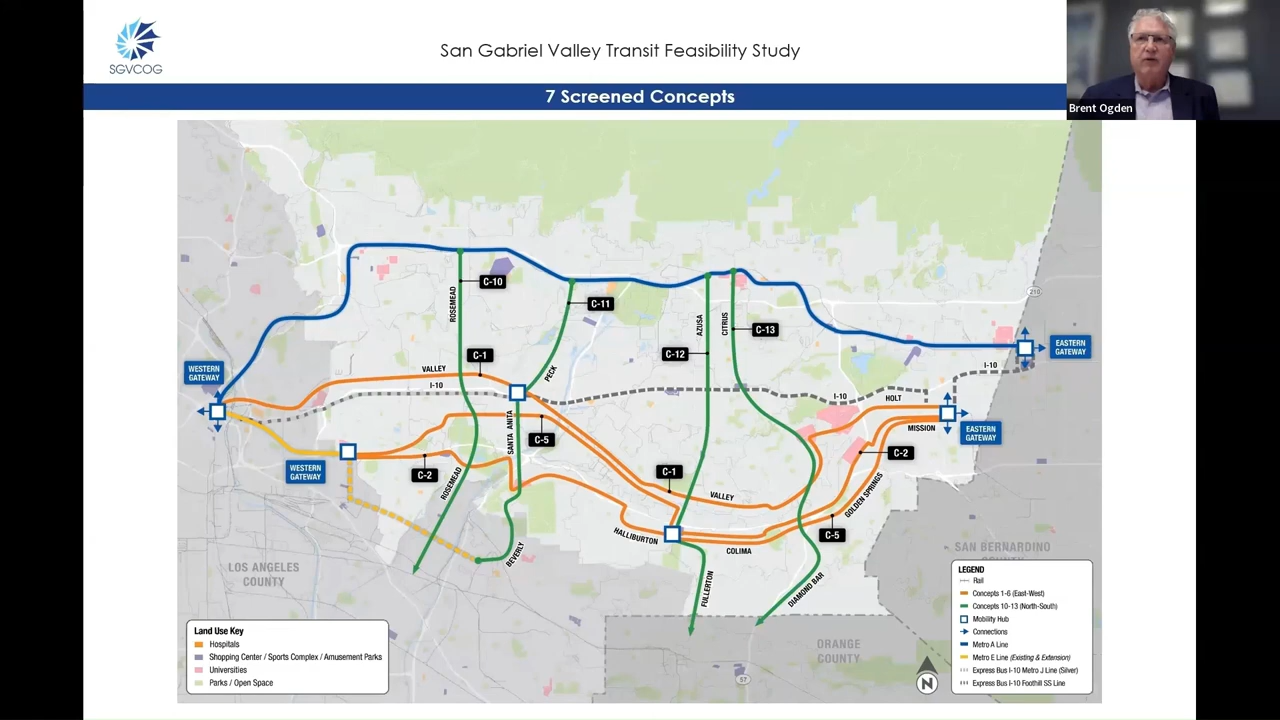 SGVCOG
San Gabriel Valley Transit Feasibility Study
7 Screened Concepts
Brent Ogden
C-10
ROSEMEAD
C-11
AZUSA
CITRUS
C-13
C-12
210
WESTERN
GATEWAY
C-1
VALLEY
I-10
PECK
EASTERN
GATEWAY
I-10
I-10
HOLT
SANTA ANITA
C-5
MISSION
EASTERN
GATEWAY
WESTERN
GATEWAY
C-2
ROSEMEAD
C-1
VALLEY
C-2
GOLDEN SPRINGS
HALLIBURTON
COLIMA
C-5
BEVERLY
FULLERTON
DIAMOND BAR
LOS ANGELES
COUNTY
SAN BERNARDINO
ORANGE
COUNTY
57
N
Land Use Key
Hospitals
Shopping Center / Sports Complex / Amusement Parks
Universities
Parks / Open Space
LEGEND
Rail
Concepts 1-6 (East-West)
Concepts 10-13 (North-South)
Mobility Hub
Connections
Metro A Line
Metro E Line (Existing & Extension)
Express Bus I-10 Metro J Line (Silver)
Express Bus I-10 Foothill SS Line